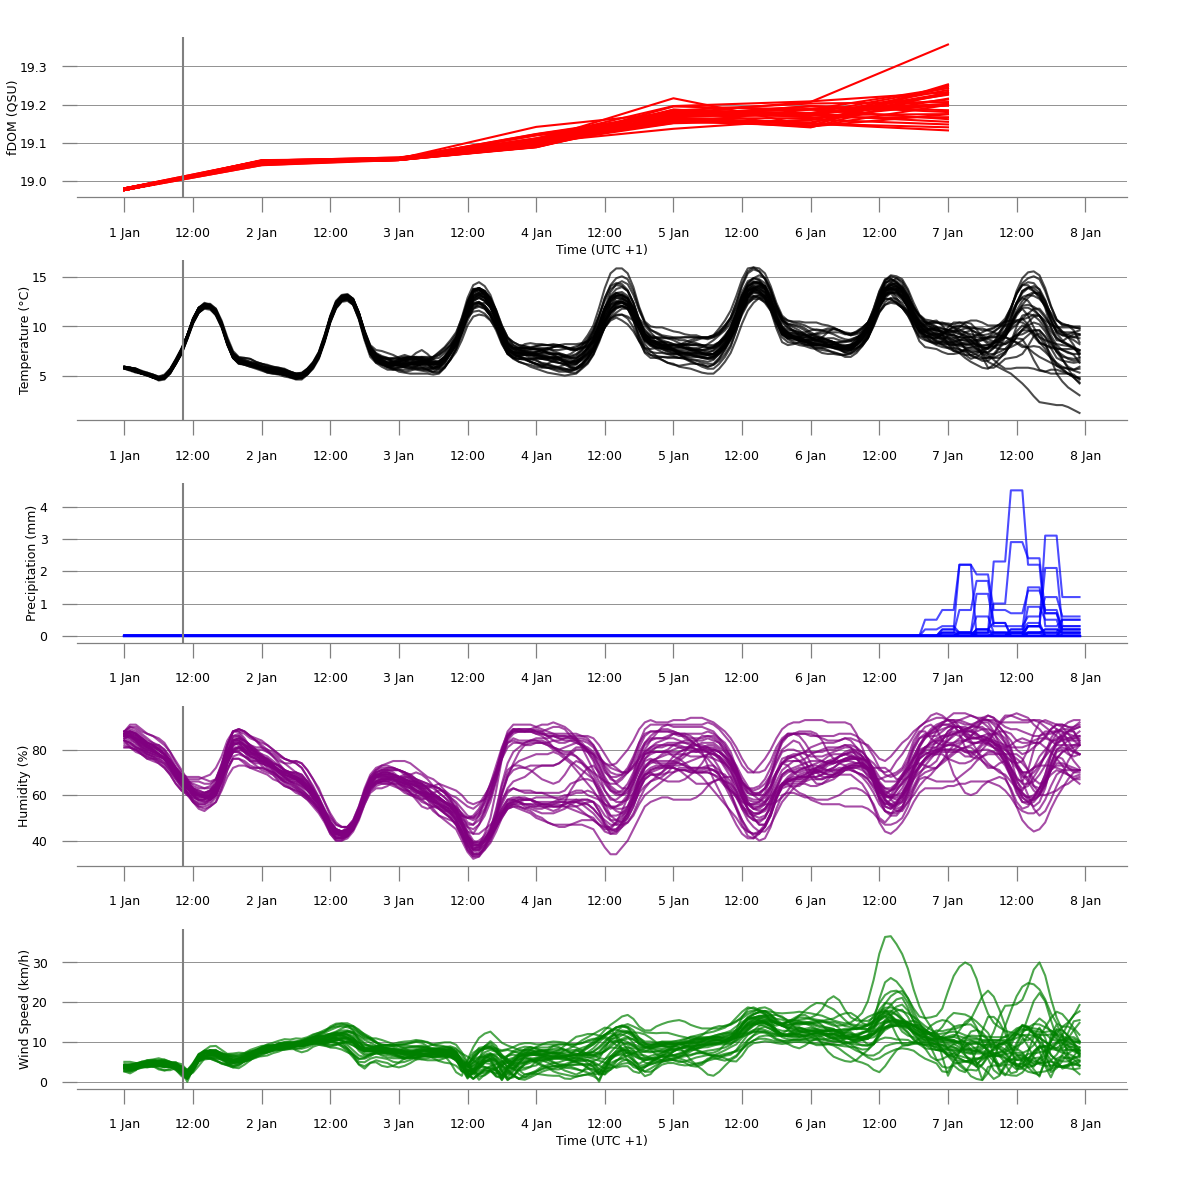 fDOM (QSU)
19.3
19.2
19.1
19.0
1 Jan 12:00 2 Jan 12:00 3 Jan 12:00 4 Jan 12:00 5 Jan 12:00 6 Jan 12:00 7 Jan 12:00 8 Jan
Time (UTC +1)
Temperature (°C)
15
10
5
1 Jan 12:00 2 Jan 12:00 3 Jan 12:00 4 Jan 12:00 5 Jan 12:00 6 Jan 12:00 7 Jan 12:00 8 Jan
Precipitation (mm)
4
3
2
1
0
1 Jan 12:00 2 Jan 12:00 3 Jan 12:00 4 Jan 12:00 5 Jan 12:00 6 Jan 12:00 7 Jan 12:00 8 Jan
Humidity (%)
80
60
40
1 Jan 12:00 2 Jan 12:00 3 Jan 12:00 4 Jan 12:00 5 Jan 12:00 6 Jan 12:00 7 Jan 12:00 8 Jan
Wind Speed (km/h)
30
20
10
0
1 Jan 12:00 2 Jan 12:00 3 Jan 12:00 4 Jan 12:00 5 Jan 12:00 6 Jan 12:00 7 Jan 12:00 8 Jan
Time (UTC +1)